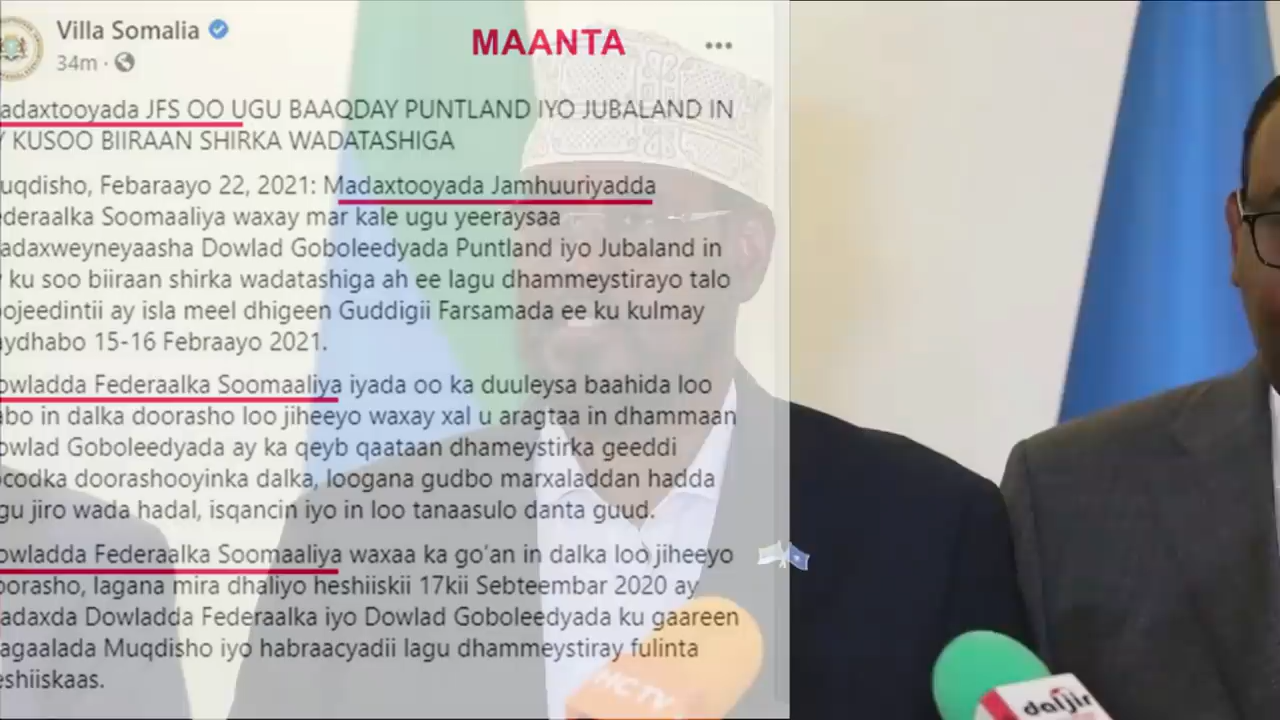 Villa Somalia
34m
MAANTA
adaxtooyada JFS OO UGU BAAQDAY PUNTLAND IYO JUBALAND IN
Y KUSOO BIIRAAN SHIRKA WADATASHIGA
uqdisho, Febaraayo 22, 2021: Madaxtooyada Jamhuuriyadda
ederaalka Soomaaliya waxay mar kale ugu yeeraysaa
adaxweyneyaasha Dowlad Goboleedyada Puntland iyo Jubaland in
y ku soo biiraan shirka wadatashiga ah ee lagu dhammeystirayo talo
oojeedintii ay isla meel dhigeen Guddigii Farsamada ee ku kulmay
aydhabo 15-16 Febraayo 2021.
owladda Federaalka Soomaaliya iyada oo ka duuleysa baahida loo
abo in dalka doorasho loo jiheeyo waxay xal u aragtaa in dhammaan
owlad Goboleedyada ay ka qeyb qaataan dhameystirka geeddi
ocodka doorashooyinka dalka, loogana gudbo marxaladdan hadda
gu jiro wada hadal, isqancin iyo in loo tanaasulo danta guud.
owladda Federaalka Soomaaliya waxaa ka go'an in dalka loo jiheeyo
oorasho, lagana mira dhaliyo heshiiskii 17kii Sebteembar 2020 ay
adaxda Dowladda Federaalka iyo Dowlad Goboleedyada ku gaareen
agaalada Muqdisho iyo habraacyadii lagu dhammeystiray fulinta
eshiiskaas.
HCTV
daljir